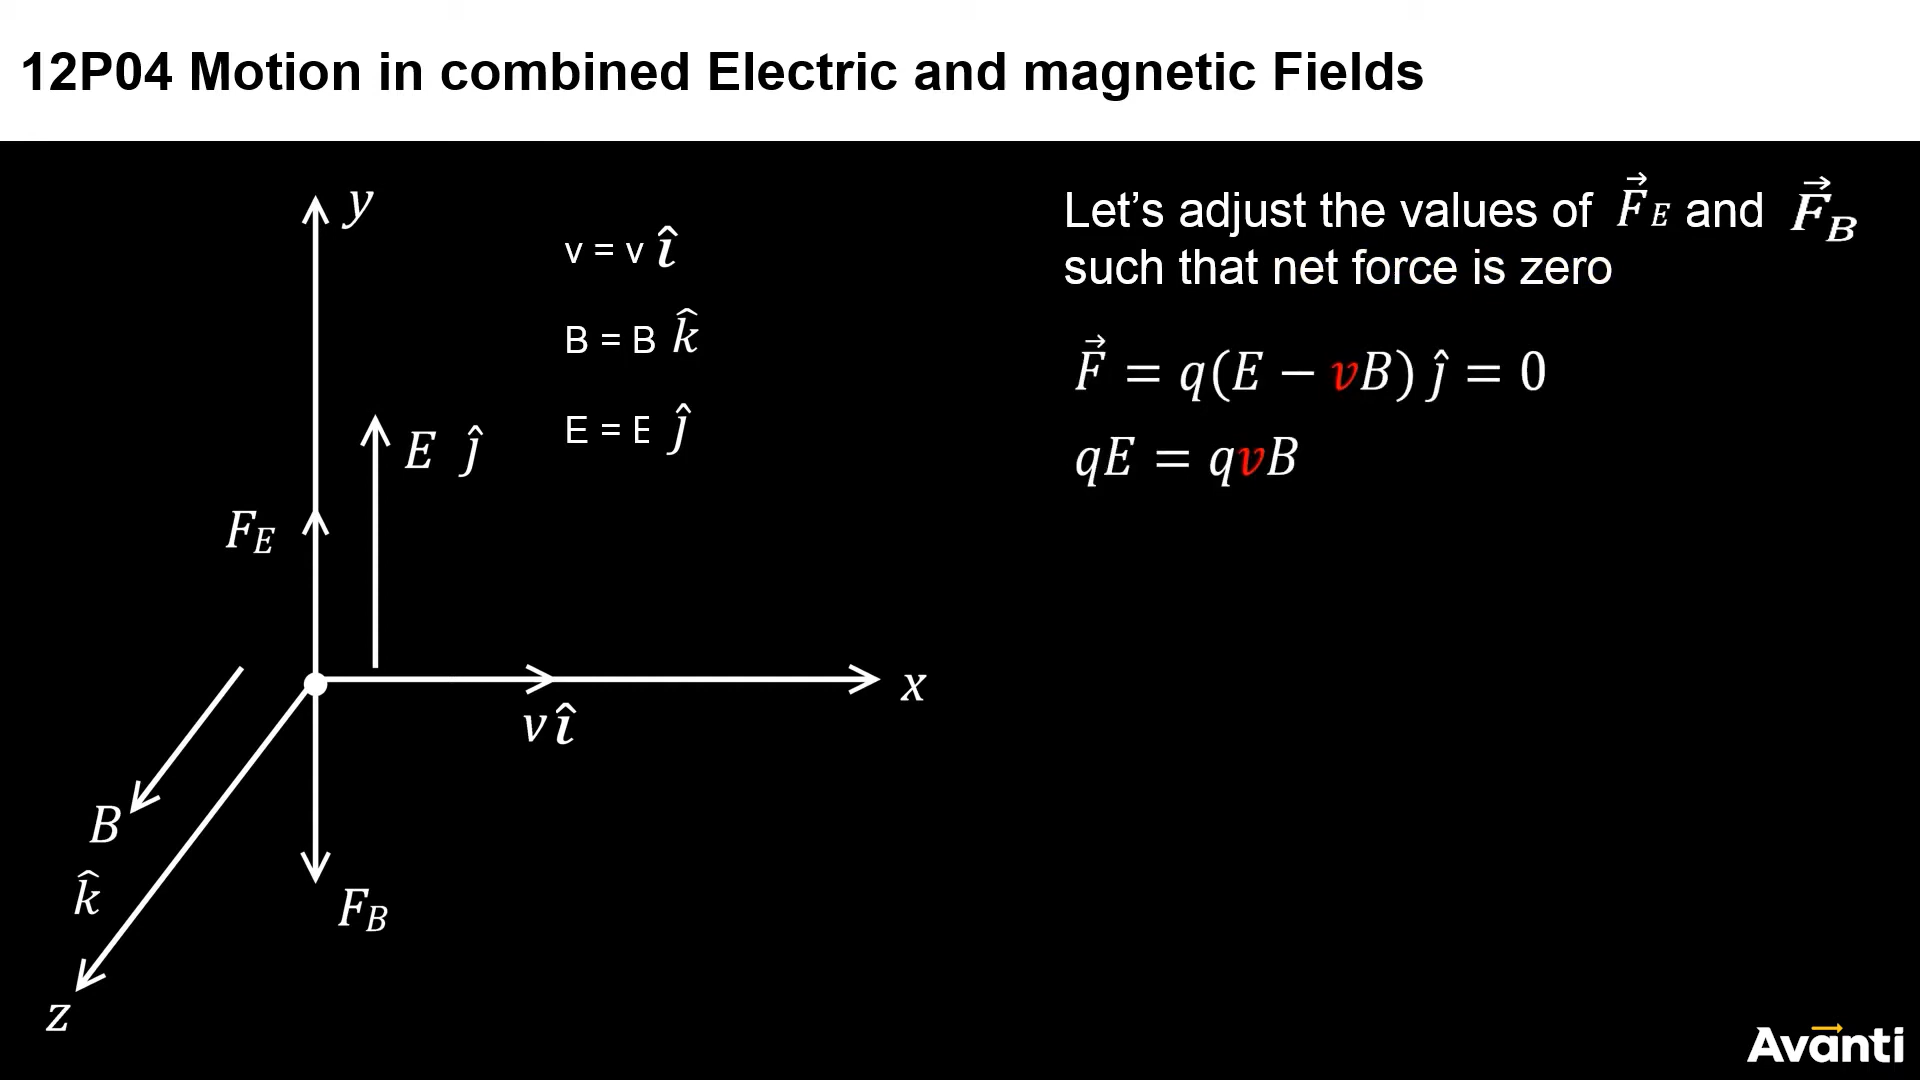 12P04 Motion in combined Electric and magnetic Fields
y
v = v î
B = B k̂
E = E ĵ
E ĵ
F_E
x
v î
B
k̂
F_B
z
Let's adjust the values of F⃗_E and F⃗_B
such that net force is zero
F⃗ = q(E − vB) ĵ = 0
qE = qvB
Avanti